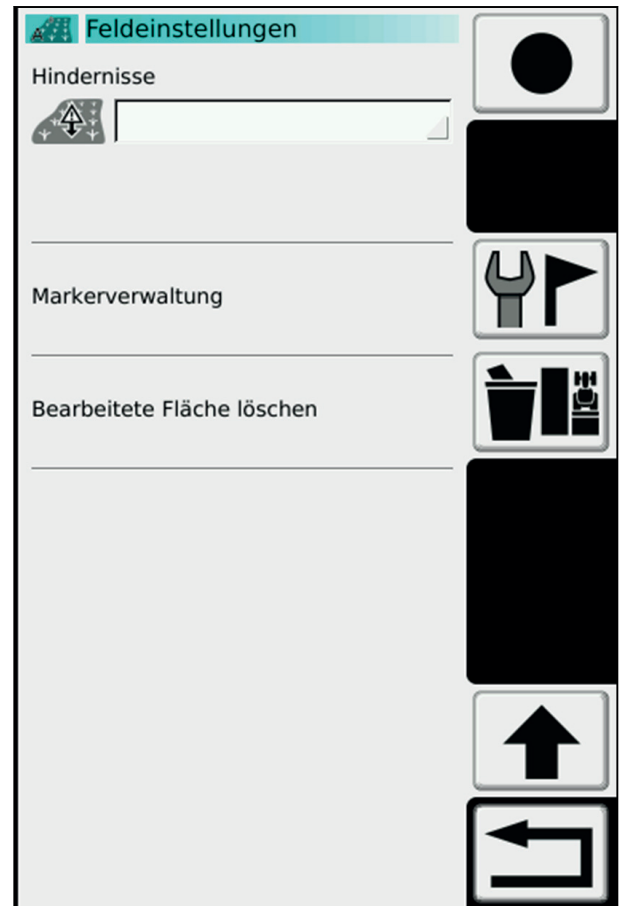 Feldeinstellungen
Hindernisse
Markerverwaltung
Bearbeitete Fläche löschen